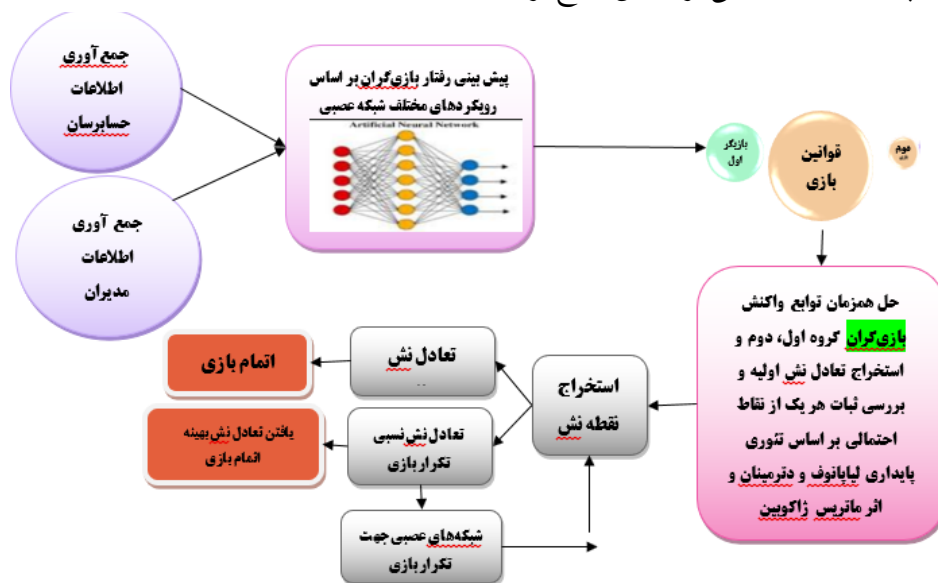 جمع آوری
اطلاعات
حسابرسان
جمع آوری
اطلاعات
مدیران
پیش بینی رفتار بازی‌گران بر اساس
رویکردهای مختلف شبکه عصبی
Artificial Neural Network
بازیگر
اول
قوانین
بازی
دوم
حل همزمان توابع واکنش
بازی‌گران گروه اول، دوم و
استخراج تعادل نش اولیه و
بررسی ثبات هر یک از نقاط
احتمالی بر اساس تئوری
پایداری لیاپانوف و دترمینان و
اثر ماتریس ژاکوبین
استخراج
نقطه نش
تعادل نش
..
اتمام بازی
تعادل نش نسبی
تکرار بازی
یافتن تعادل نش بهینه
اتمام بازی
شبکه‌های عصبی جهت
تکرار بازی